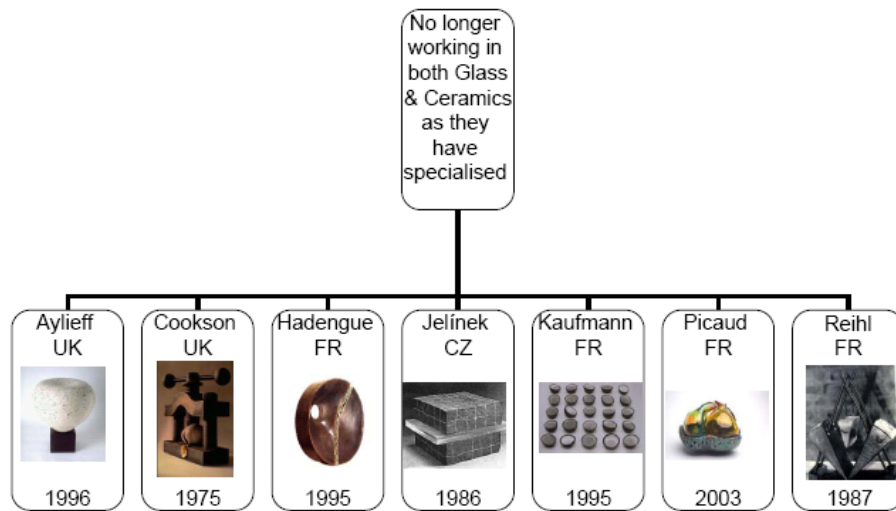 No longer
working in
both Glass
& Ceramics
as they
have
specialised
Aylieff
UK
1996
Cookson
UK
1975
Hadengue
FR
1995
Jelínek
CZ
1986
Kaufmann
FR
1995
Picaud
FR
2003
Reihl
FR
1987